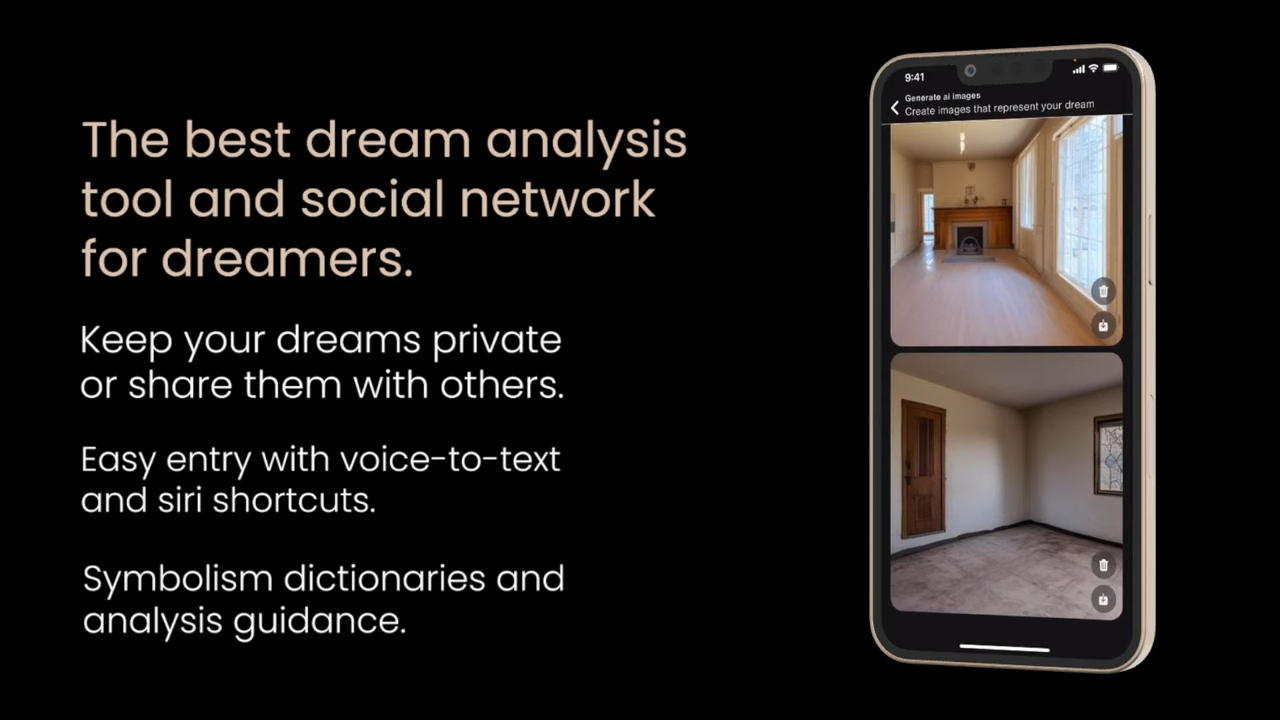 The best dream analysis
tool and social network
for dreamers.
Keep your dreams private
or share them with others.
Easy entry with voice-to-text
and siri shortcuts.
Symbolism dictionaries and
analysis guidance.
9:41
Generate ai images
Create images that represent your dream